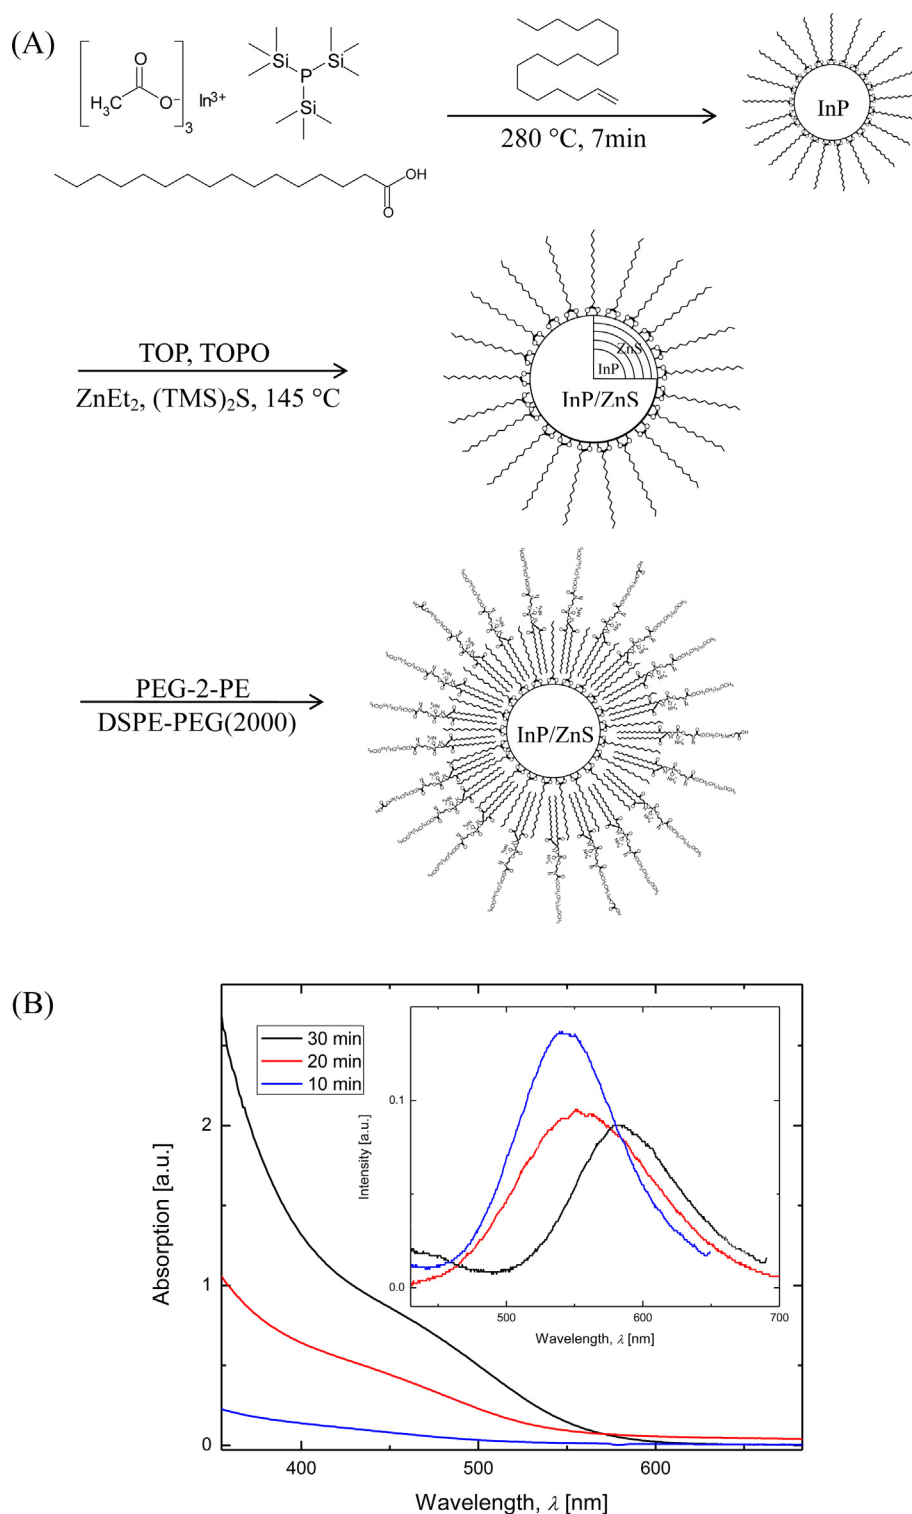 (A)
O
H₃C
O⁻
3
In³⁺
Si
Si
P
Si
OH
O
280 °C, 7min
InP
TOP, TOPO
ZnEt₂, (TMS)₂S, 145 °C
ZnS
InP
InP/ZnS
PEG-2-PE
DSPE-PEG(2000)
InP/ZnS
(B)
30 min
20 min
10 min
Absorption [a.u.]
2
1
0
400
500
600
Wavelength, λ [nm]
Intensity [a.u.]
0.1
0.0
500
600
700
Wavelength, λ [nm]